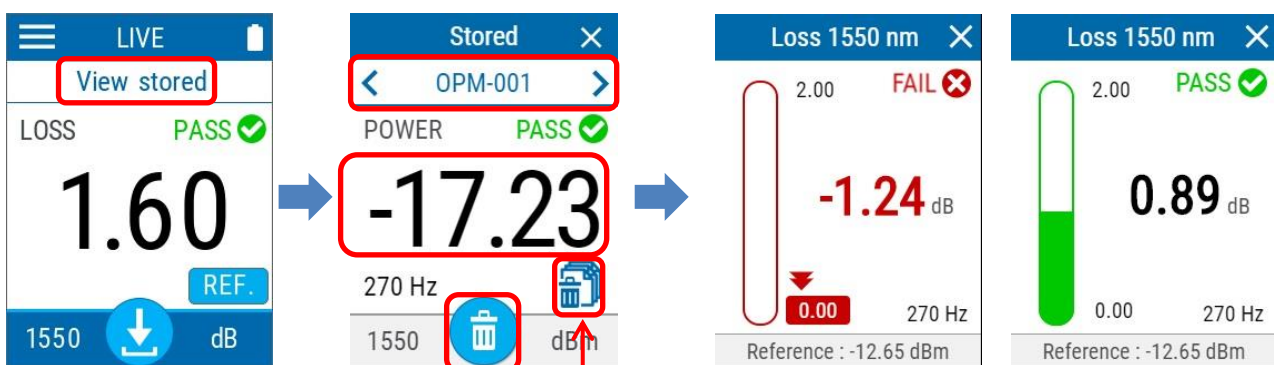 LIVE
View stored
LOSS PASS
1.60
REF.
1550 dB
Stored
OPM-001
POWER PASS
-17.23
270 Hz
1550 dBm
Loss 1550 nm
2.00 FAIL
-1.24 dB
0.00 270 Hz
Reference : -12.65 dBm
Loss 1550 nm
2.00 PASS
0.89 dB
0.00 270 Hz
Reference : -12.65 dBm